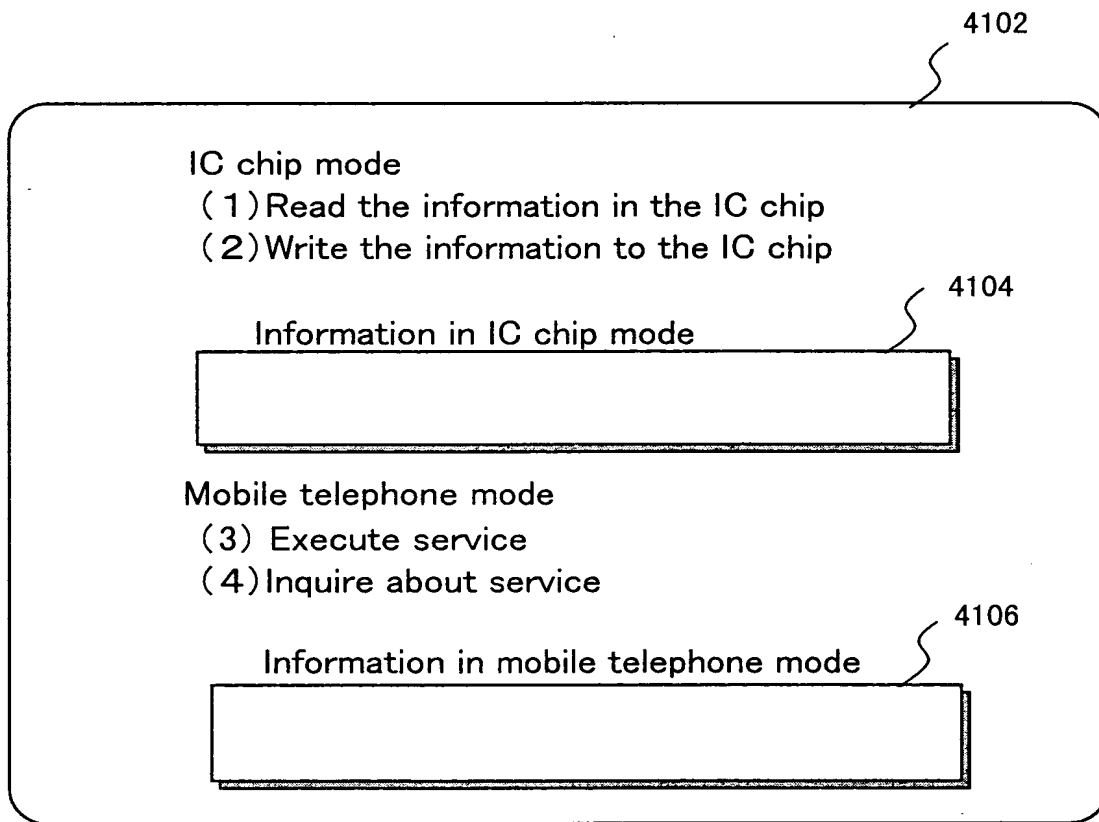 4102
IC chip mode
(1)Read the information in the IC chip
(2)Write the information to the IC chip
4104
Information in IC chip mode
Mobile telephone mode
(3) Execute service
(4)Inquire about service
4106
Information in mobile telephone mode